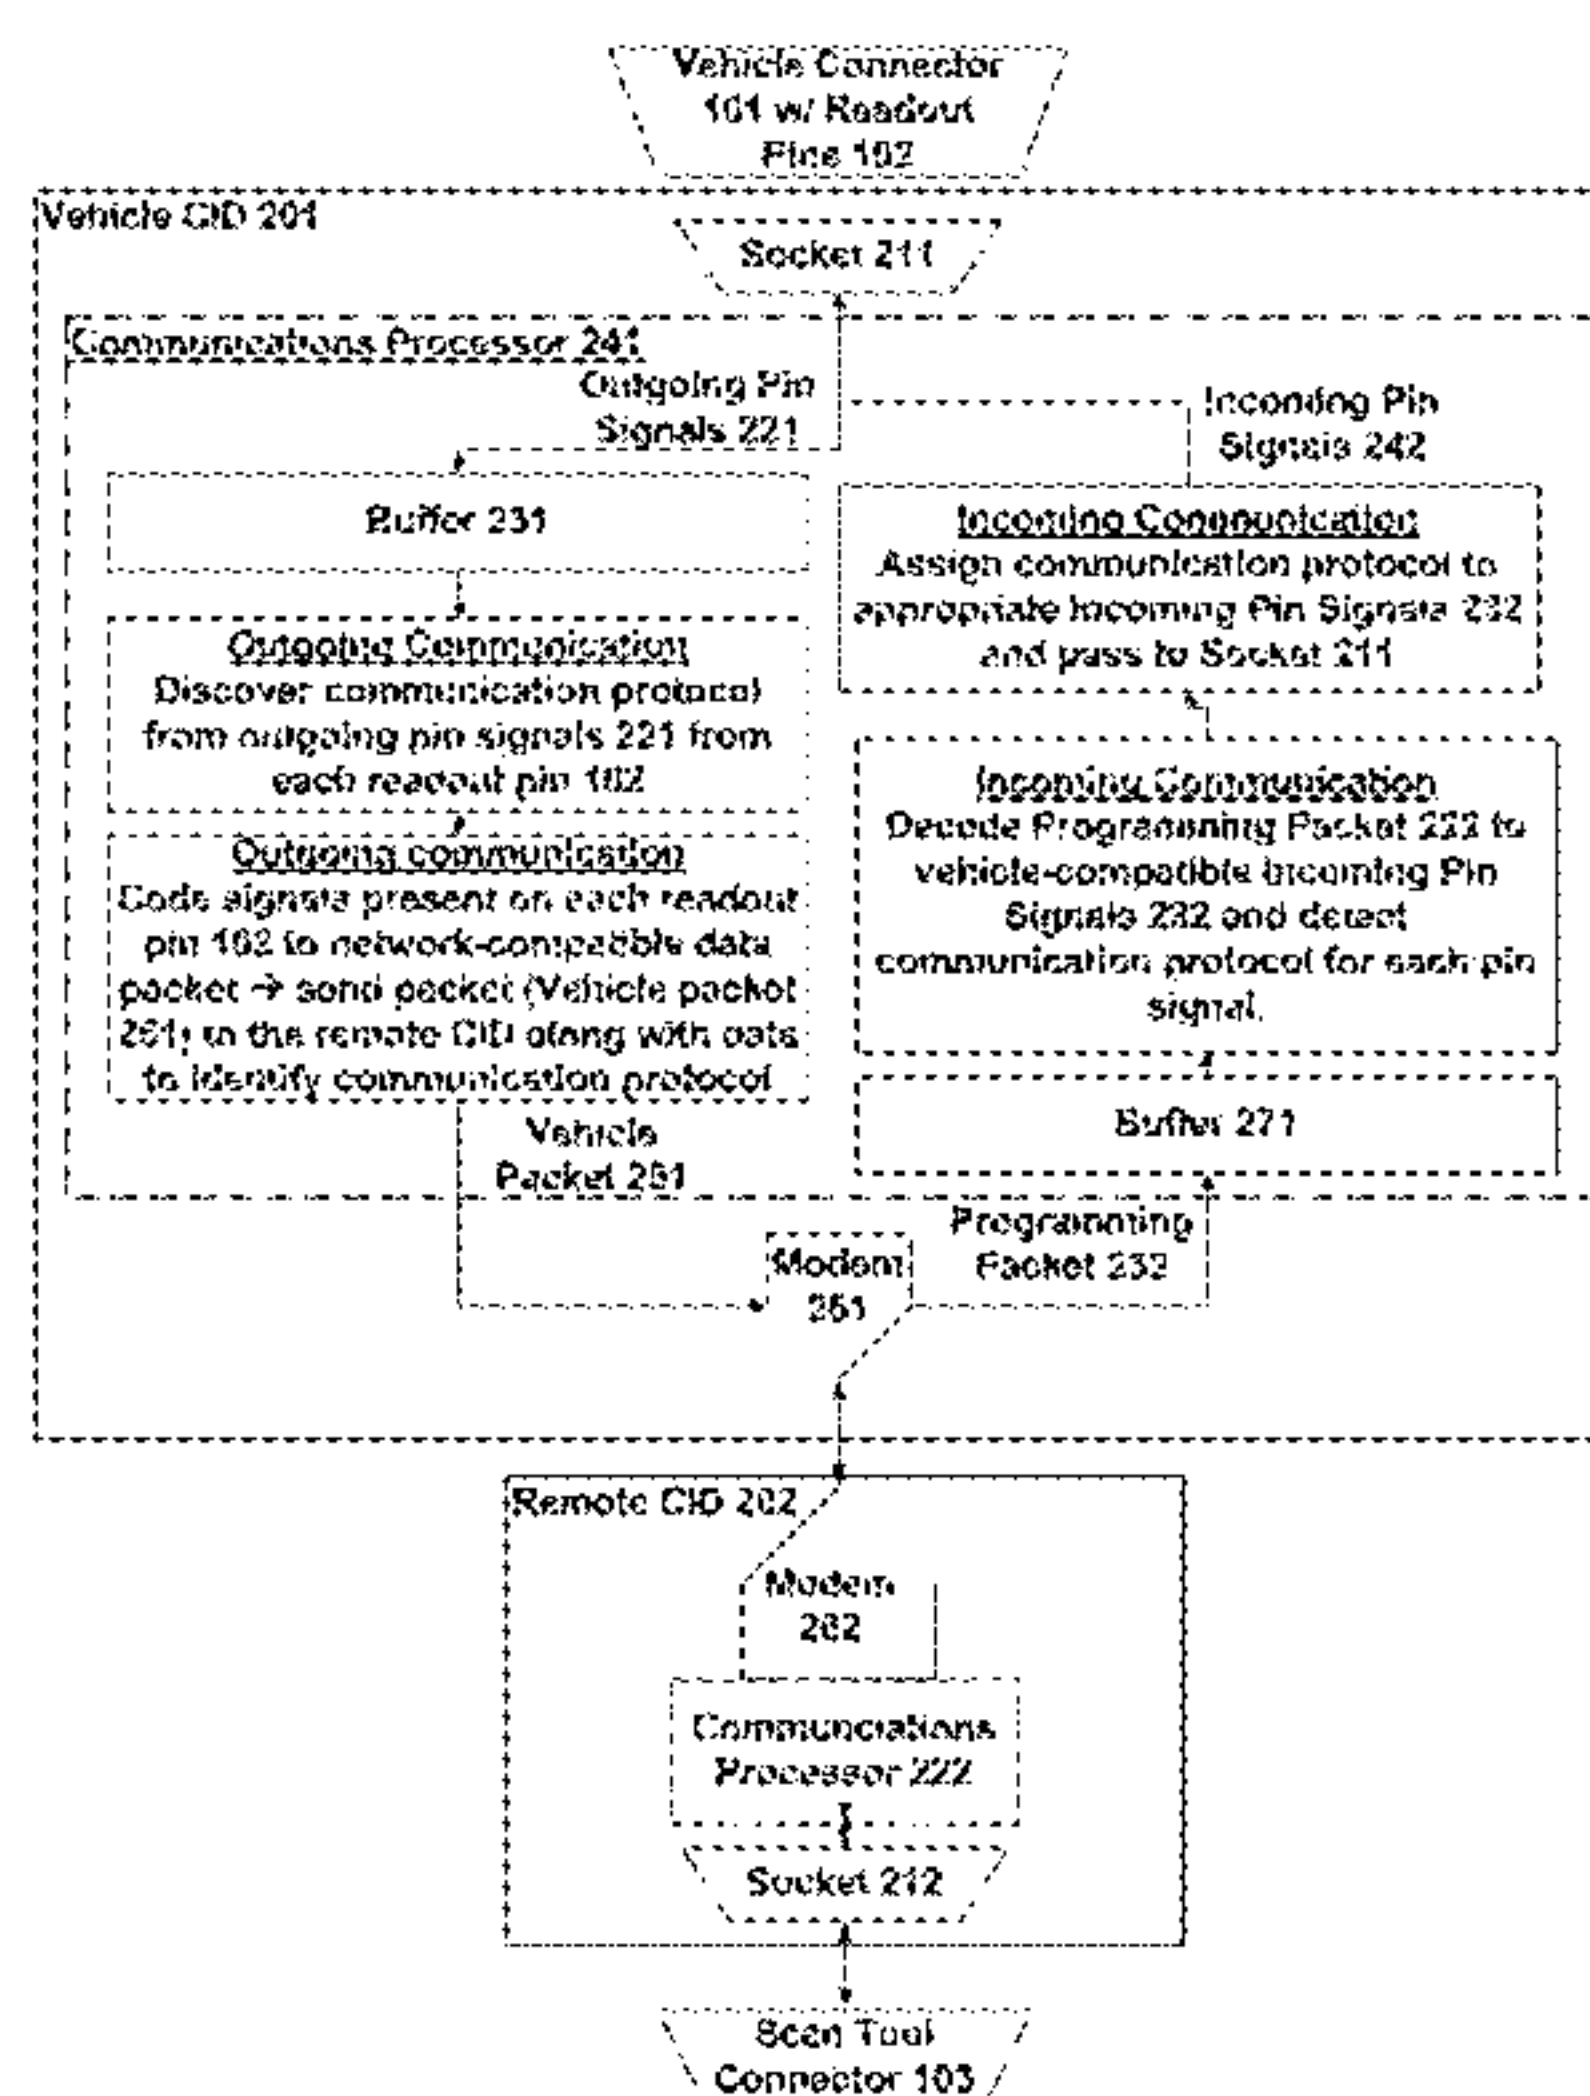 Vehicle Connector
101 w/ Readout
Pins 102
Vehicle CID 201
Socket 211
Communications Processor 241
Outgoing Pin
Signals 221
Incoming Pin
Signals 242
Buffer 231
Incoming Communication
Assign communication protocol to
appropriate Incoming Pin Signals 232
and pass to Socket 211
Outgoing Communication
Discover communication protocol
from outgoing pin signals 221 from
each readout pin 102
Incoming Communication
Decode Programming Packet 222 to
vehicle-compatible Incoming Pin
Signals 232 and detect
communication protocol for each pin
signal.
Outgoing communication
Code signals present on each readout
pin 102 to network-compatible data
packet → send packet (Vehicle packet
251) to the remote CID along with data
to identify communication protocol
Buffer 271
Vehicle
Packet 251
Programming
Packet 232
Modem
261
Remote CID 202
Modem
262
Communciations
Processor 222
Socket 212
Scan Tool
Connector 103